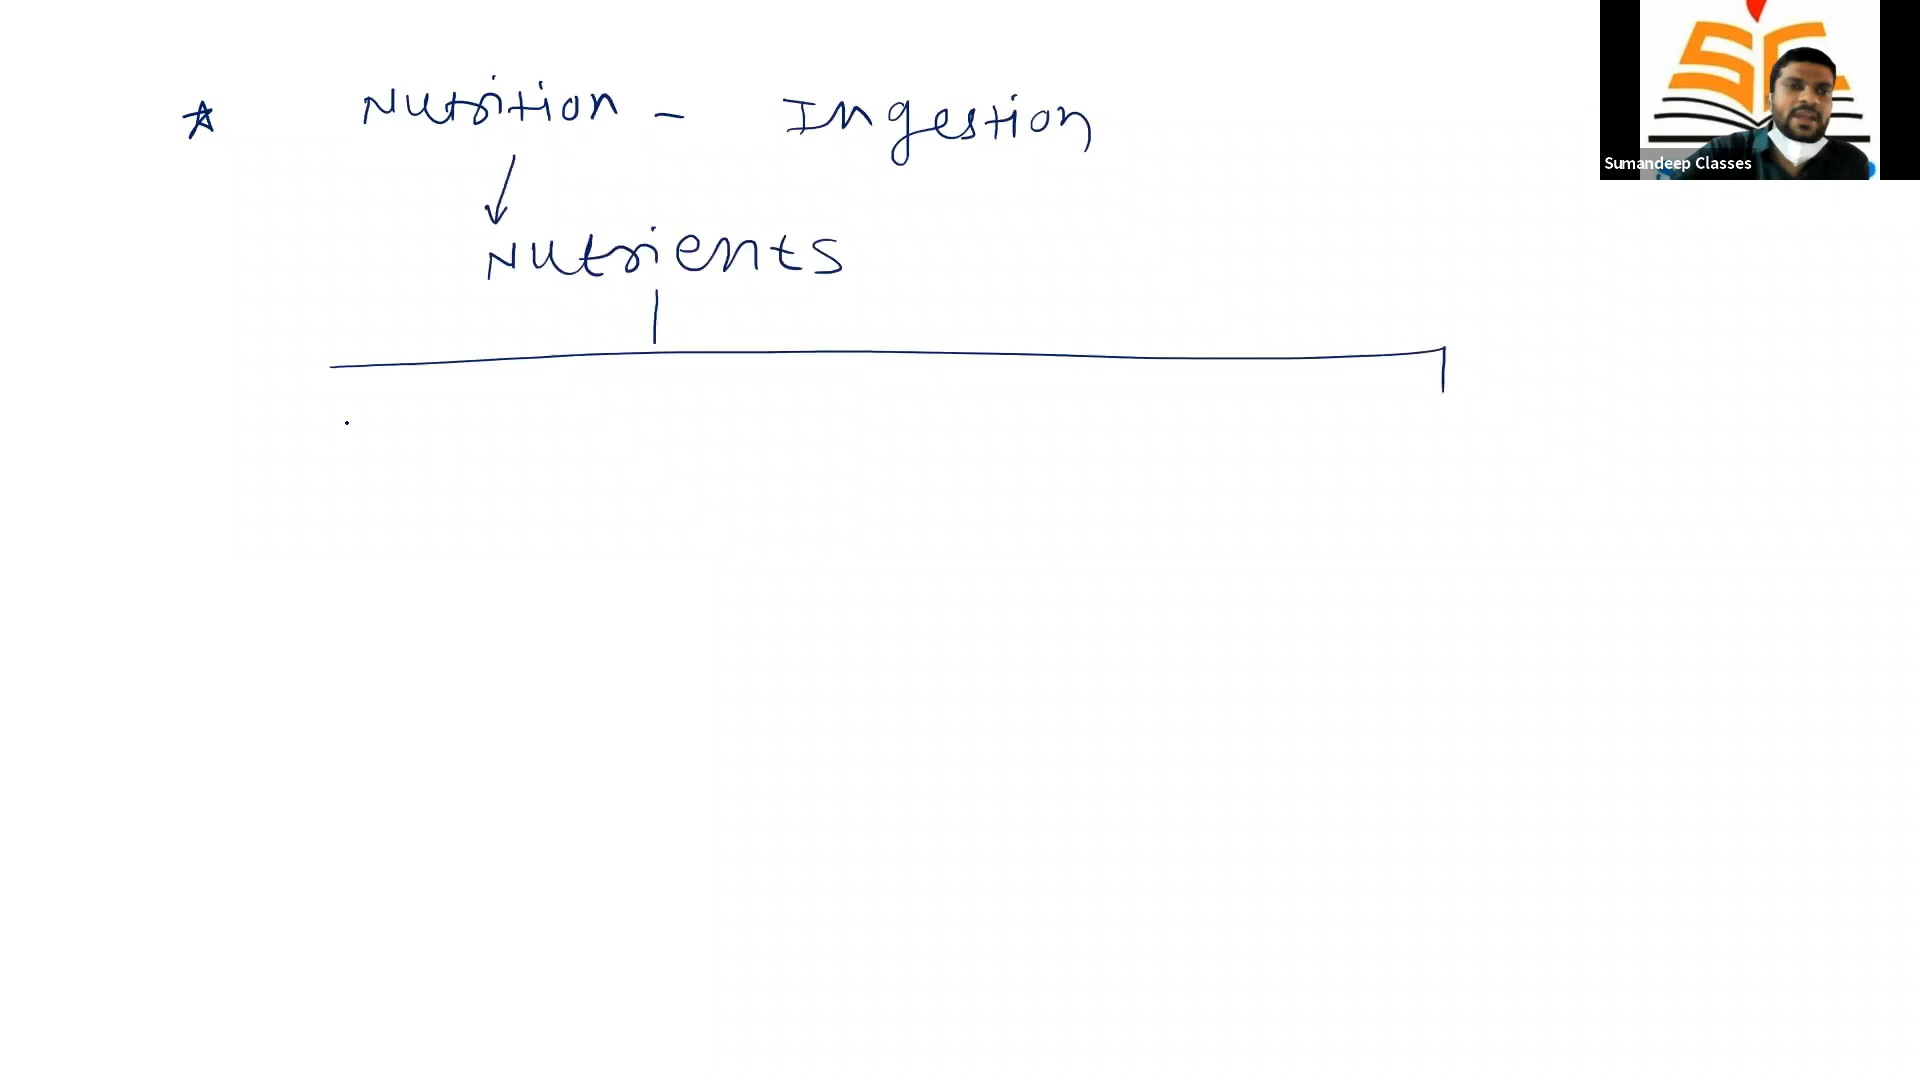 Nutrition - Ingestion
Nutrients
Sumandeep Classes